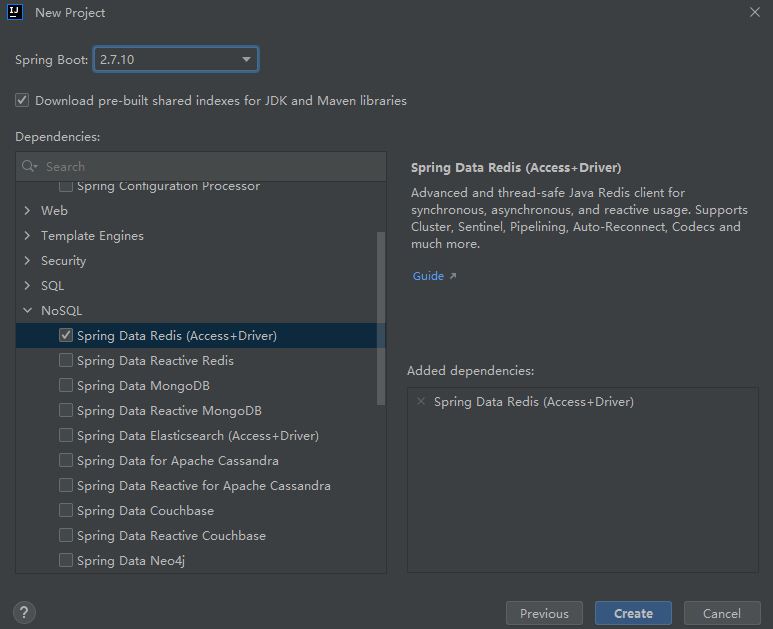 IJ New Project
Spring Boot: 2.7.10
Download pre-built shared indexes for JDK and Maven libraries
Dependencies:
Search
Spring Configuration Processor
Web
Template Engines
Security
SQL
NoSQL
Spring Data Redis (Access+Driver)
Spring Data Reactive Redis
Spring Data MongoDB
Spring Data Reactive MongoDB
Spring Data Elasticsearch (Access+Driver)
Spring Data for Apache Cassandra
Spring Data Reactive for Apache Cassandra
Spring Data Couchbase
Spring Data Reactive Couchbase
Spring Data Neo4j
Spring Data Redis (Access+Driver)
Advanced and thread-safe Java Redis client for
synchronous, asynchronous, and reactive usage. Supports
Cluster, Sentinel, Pipelining, Auto-Reconnect, Codecs and
much more.
Guide ↗
Added dependencies:
Spring Data Redis (Access+Driver)
?
Previous
Create
Cancel